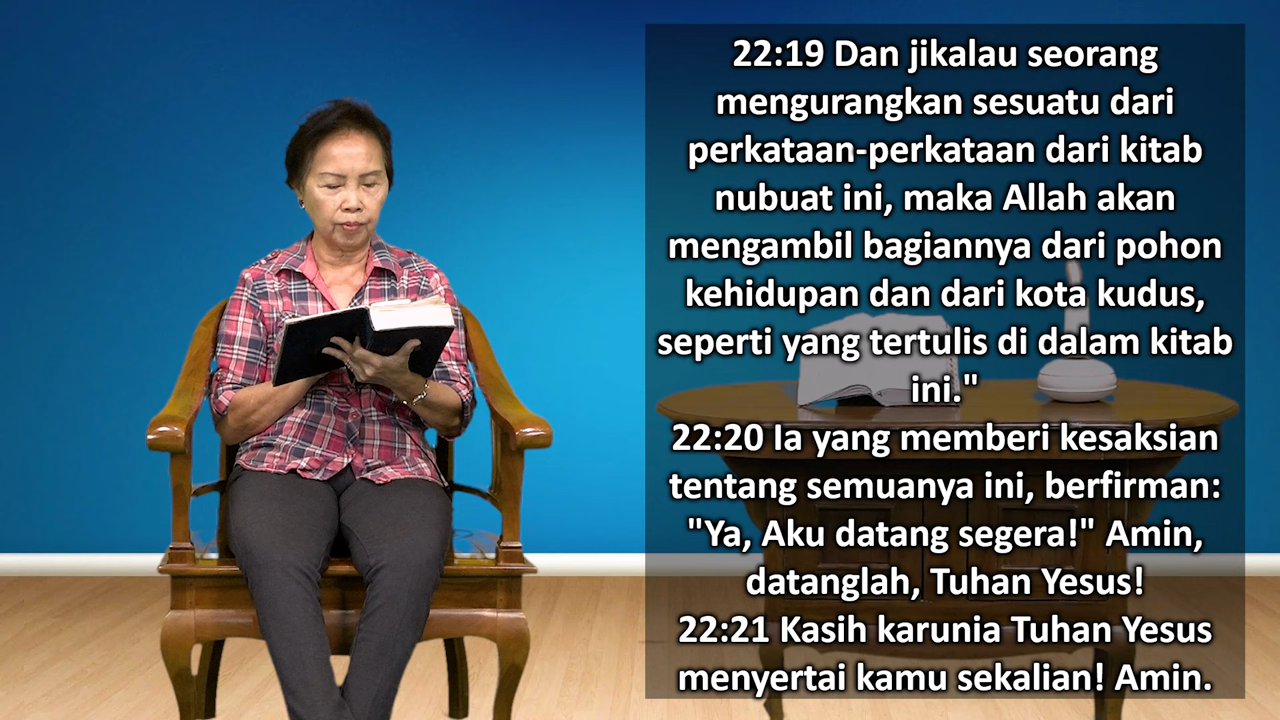 22:19 Dan jikalau seorang
mengurangkan sesuatu dari
perkataan-perkataan dari kitab
nubuat ini, maka Allah akan
mengambil bagiannya dari pohon
kehidupan dan dari kota kudus,
seperti yang tertulis di dalam kitab
ini."
22:20 Ia yang memberi kesaksian
tentang semuanya ini, berfirman:
"Ya, Aku datang segera!" Amin,
datanglah, Tuhan Yesus!
22:21 Kasih karunia Tuhan Yesus
menyertai kamu sekalian! Amin.